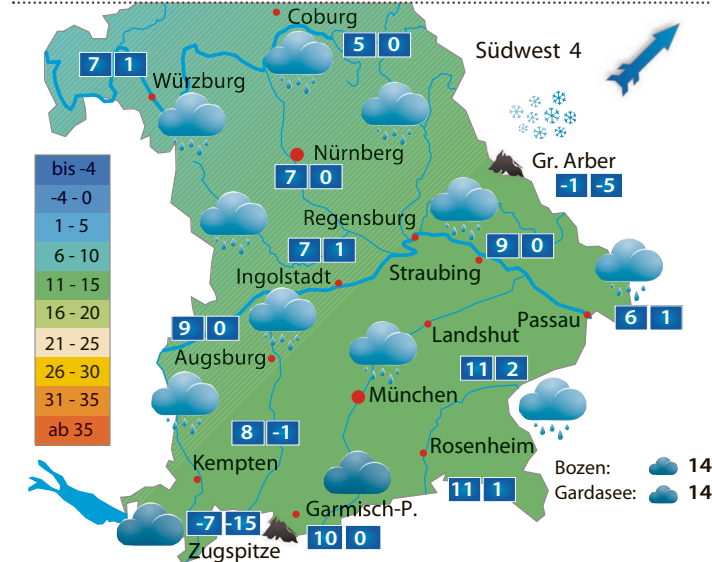 Coburg
5 0
Südwest 4
7 1
Würzburg
Nürnberg
7 0
Gr. Arber
-1 -5
bis -4
-4 - 0
1 - 5
6 - 10
11 - 15
16 - 20
21 - 25
26 - 30
31 - 35
ab 35
Regensburg
7 1
9 0
Straubing
Ingolstadt
Passau
6 1
9 0
Landshut
Augsburg
11 2
München
8 -1
Rosenheim
Kempten
Bozen: 14
Gardasee: 14
11 1
Garmisch-P.
-7 -15
10 0
Zugspitze